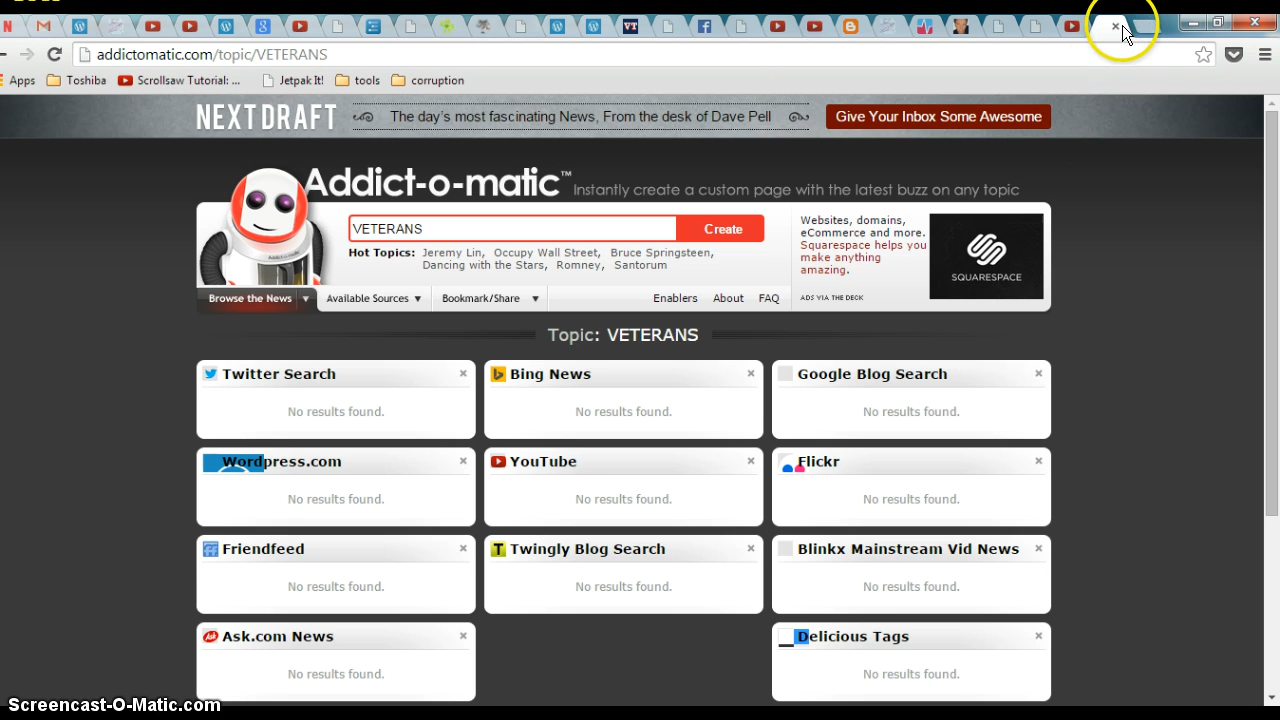 addictomatic.com/topic/VETERANS
Apps Toshiba Scrollsaw Tutorial: ... Jetpak It! tools corruption
NEXTDRAFT The day's most fascinating News, From the desk of Dave Pell Give Your Inbox Some Awesome
Addict-o-matic™ Instantly create a custom page with the latest buzz on any topic
VETERANS Create
Hot Topics: Jeremy Lin, Occupy Wall Street, Bruce Springsteen,
Dancing with the Stars, Romney, Santorum
Websites, domains,
eCommerce and more.
Squarespace helps you
make anything
amazing.
SQUARESPACE
ADS VIA THE DECK
Browse the News Available Sources Bookmark/Share Enablers About FAQ
Topic: VETERANS
Twitter Search Bing News Google Blog Search
No results found. No results found. No results found.
Wordpress.com YouTube Flickr
No results found. No results found. No results found.
Friendfeed Twingly Blog Search Blinkx Mainstream Vid News
No results found. No results found. No results found.
Ask.com News Delicious Tags
No results found. No results found.
Screencast-O-Matic.com